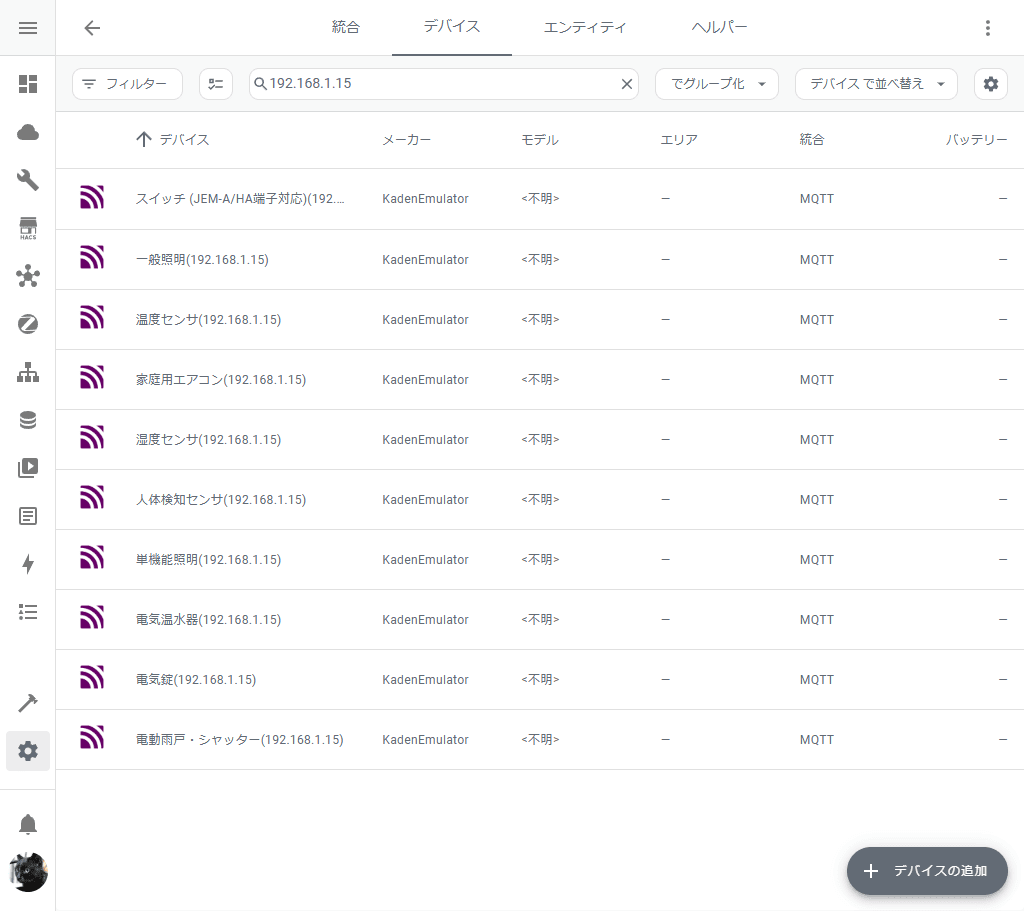 統合 デバイス エンティティ ヘルパー
フィルター 192.168.1.15 でグループ化 デバイス で並べ替え
デバイス メーカー モデル エリア 統合 バッテリー
スイッチ (JEM-A/HA端子対応)(192.… KadenEmulator <不明> — MQTT —
一般照明(192.168.1.15) KadenEmulator <不明> — MQTT —
温度センサ(192.168.1.15) KadenEmulator <不明> — MQTT —
家庭用エアコン(192.168.1.15) KadenEmulator <不明> — MQTT —
湿度センサ(192.168.1.15) KadenEmulator <不明> — MQTT —
人体検知センサ(192.168.1.15) KadenEmulator <不明> — MQTT —
単機能照明(192.168.1.15) KadenEmulator <不明> — MQTT —
電気温水器(192.168.1.15) KadenEmulator <不明> — MQTT —
電気錠(192.168.1.15) KadenEmulator <不明> — MQTT —
電動雨戸・シャッター(192.168.1.15) KadenEmulator <不明> — MQTT —
HACS
デバイスの追加